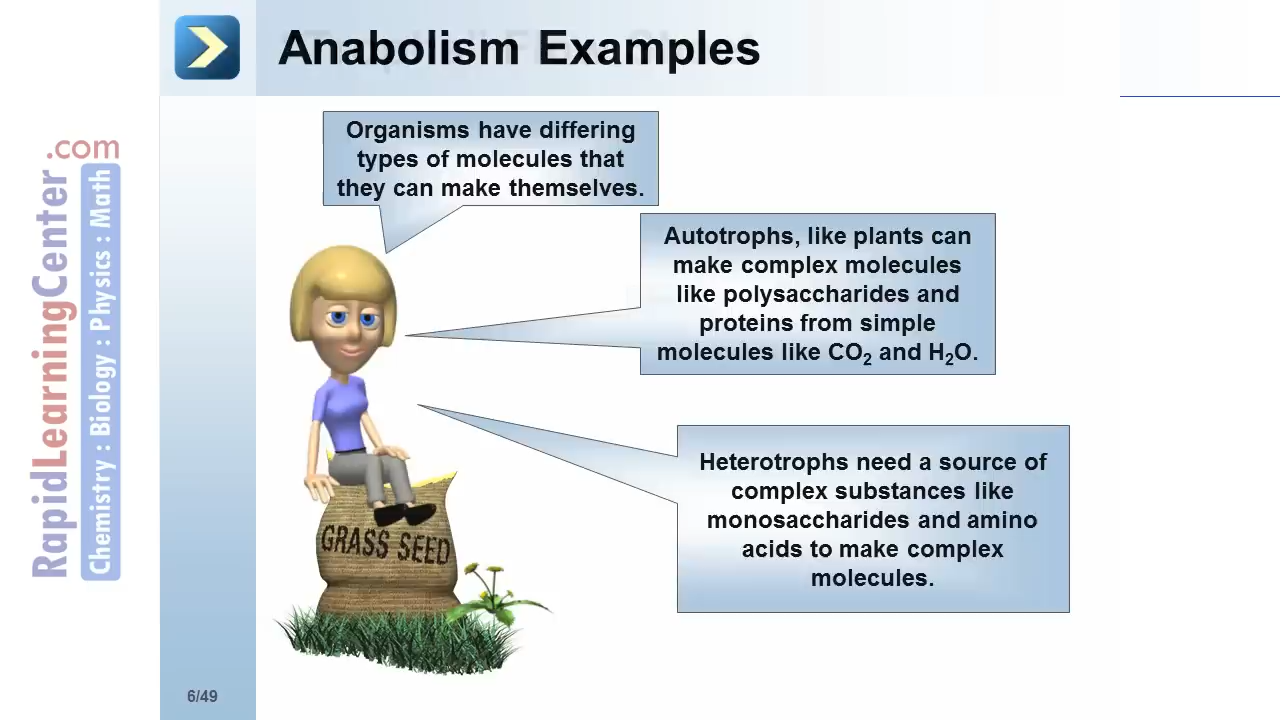 Anabolism Examples
Organisms have differing
types of molecules that
they can make themselves.
Autotrophs, like plants can
make complex molecules
like polysaccharides and
proteins from simple
molecules like CO₂ and H₂O.
Heterotrophs need a source of
complex substances like
monosaccharides and amino
acids to make complex
molecules.
GRASS SEED
RapidLearningCenter.com
Chemistry : Biology : Physics : Math
6/49